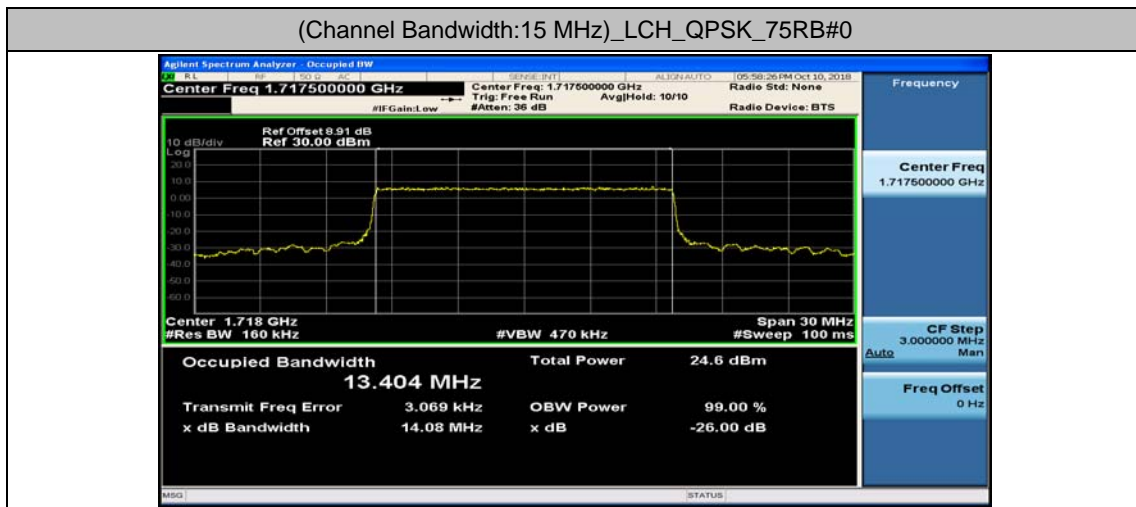 (Channel Bandwidth:15 MHz)_LCH_QPSK_75RB#0
Agilent Spectrum Analyzer - Occupied BW
RL RF 50 Ω AC SENSE:INT ALIGN AUTO 05:58:26 PM Oct 10, 2018
Center Freq 1.717500000 GHz Center Freq: 1.717500000 GHz Radio Std: None
Trig: Free Run Avg|Hold: 10/10
#IFGain:Low #Atten: 36 dB Radio Device: BTS
Frequency
Ref Offset 8.91 dB
10 dB/div Ref 30.00 dBm
Log
20.0
10.0
0.00
-10.0
-20.0
-30.0
-40.0
-50.0
-60.0
Center Freq
1.717500000 GHz
Center 1.718 GHz Span 30 MHz
#Res BW 160 kHz #VBW 470 kHz #Sweep 100 ms
CF Step
3.000000 MHz
Auto Man
Occupied Bandwidth Total Power 24.6 dBm
13.404 MHz
Freq Offset
0 Hz
Transmit Freq Error 3.069 kHz OBW Power 99.00 %
x dB Bandwidth 14.08 MHz x dB -26.00 dB
MSG STATUS